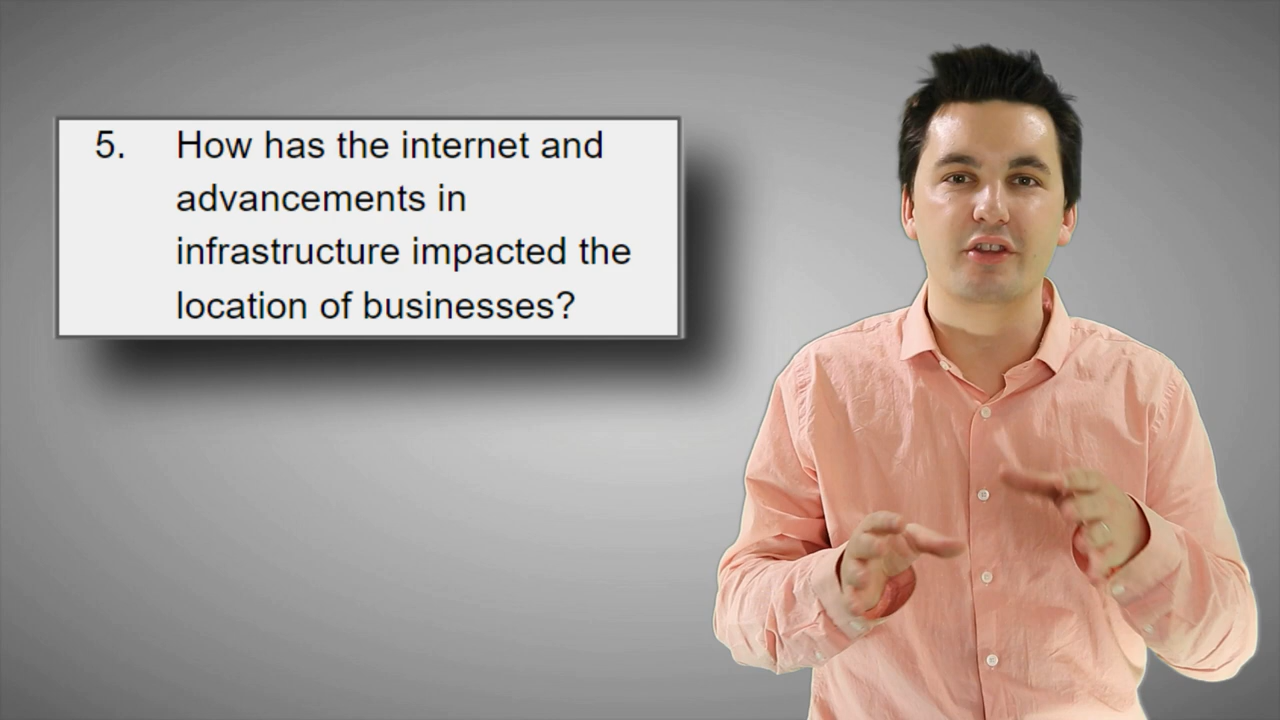 5. How has the internet and
advancements in
infrastructure impacted the
location of businesses?